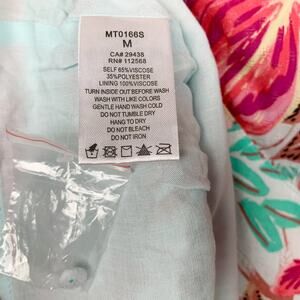 MT0166S
M
CA# 29438
RN# 112568
SELF 65%VISCOSE
35%POLYESTER
LINING 100%VISCOSE
TURN INSIDE OUT BEFORE WASH
WASH WITH LIKE COLORS
GENTLE HAND WASH COLD
DO NOT TUMBLE DRY
HANG TO DRY
DO NOT BLEACH
DO NOT IRON